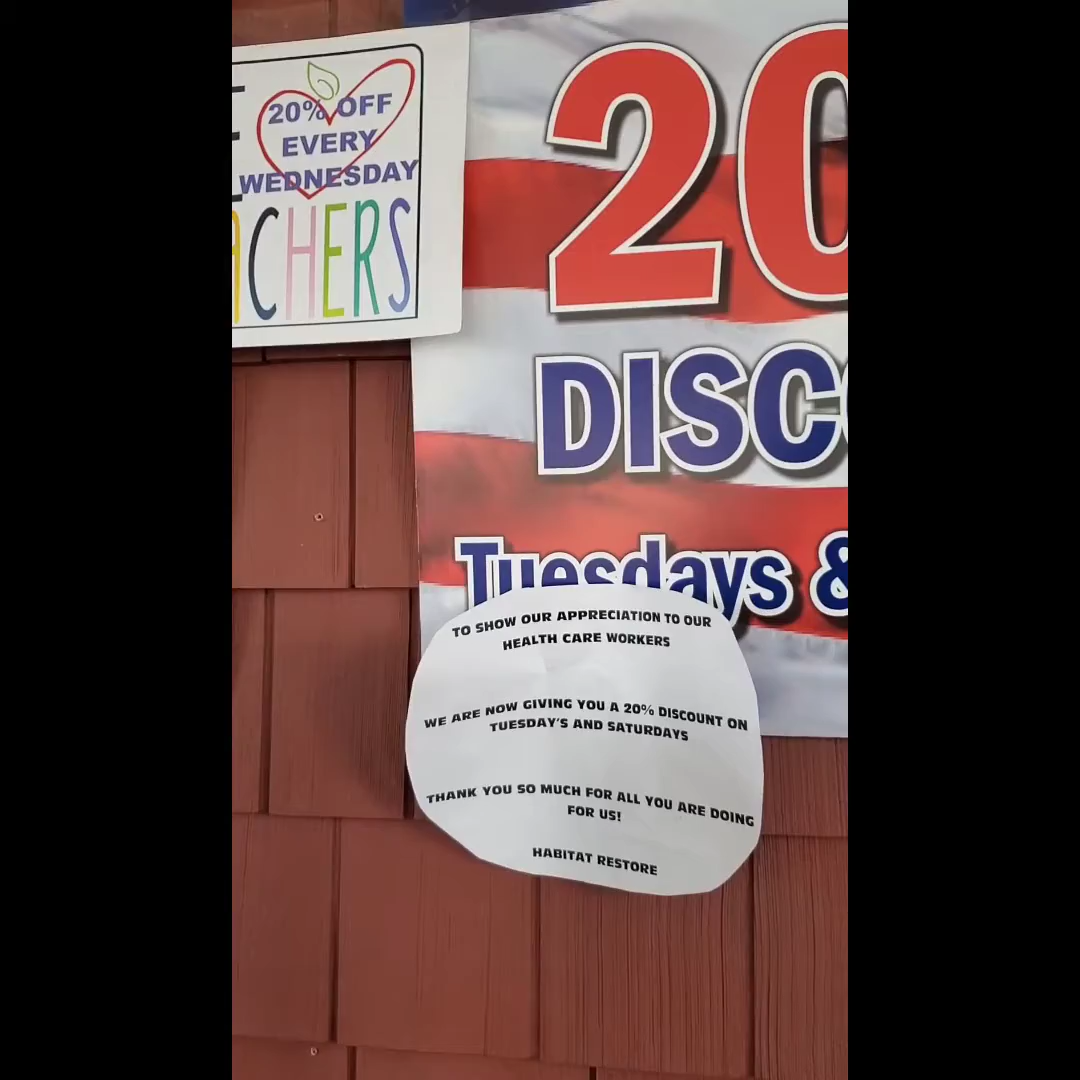 20% OFF
EVERY
WEDNESDAY
ACHERS
20
DISC
Tuesdays &
TO SHOW OUR APPRECIATION TO OUR
HEALTH CARE WORKERS
WE ARE NOW GIVING YOU A 20% DISCOUNT ON
TUESDAY'S AND SATURDAYS
THANK YOU SO MUCH FOR ALL YOU ARE DOING
FOR US!
HABITAT RESTORE